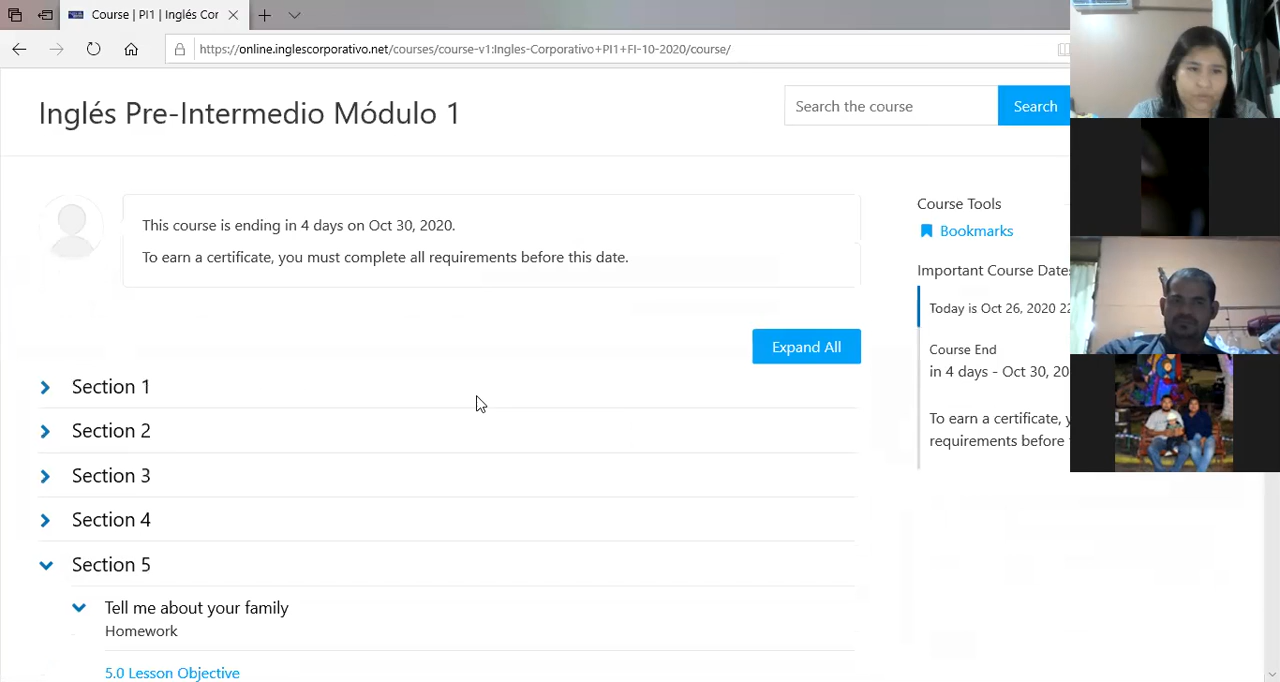 Course | PI1 | Inglés Cor
https://online.inglescorporativo.net/courses/course-v1:Ingles-Corporativo+PI1+FI-10-2020/course/
Inglés Pre-Intermedio Módulo 1
Search the course
Search
This course is ending in 4 days on Oct 30, 2020.
To earn a certificate, you must complete all requirements before this date.
Course Tools
Bookmarks
Important Course Dates
Today is Oct 26, 2020 22
Course End
in 4 days - Oct 30, 20
To earn a certificate, y
requirements before
Expand All
Section 1
Section 2
Section 3
Section 4
Section 5
Tell me about your family
Homework
5.0 Lesson Objective